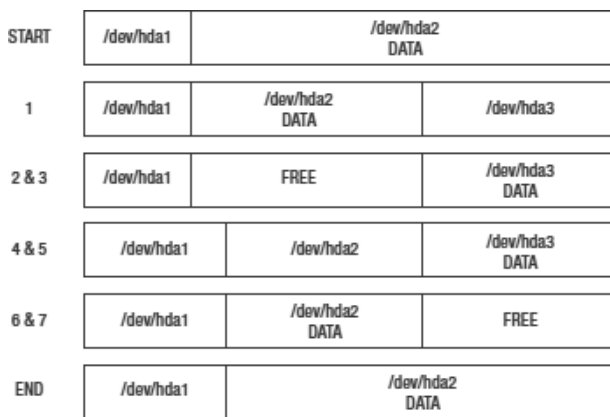 START /dev/hda1 /dev/hda2
DATA
1 /dev/hda1 /dev/hda2
DATA /dev/hda3
2 & 3 /dev/hda1 FREE /dev/hda3
DATA
4 & 5 /dev/hda1 /dev/hda2 /dev/hda3
DATA
6 & 7 /dev/hda1 /dev/hda2
DATA FREE
END /dev/hda1 /dev/hda2
DATA